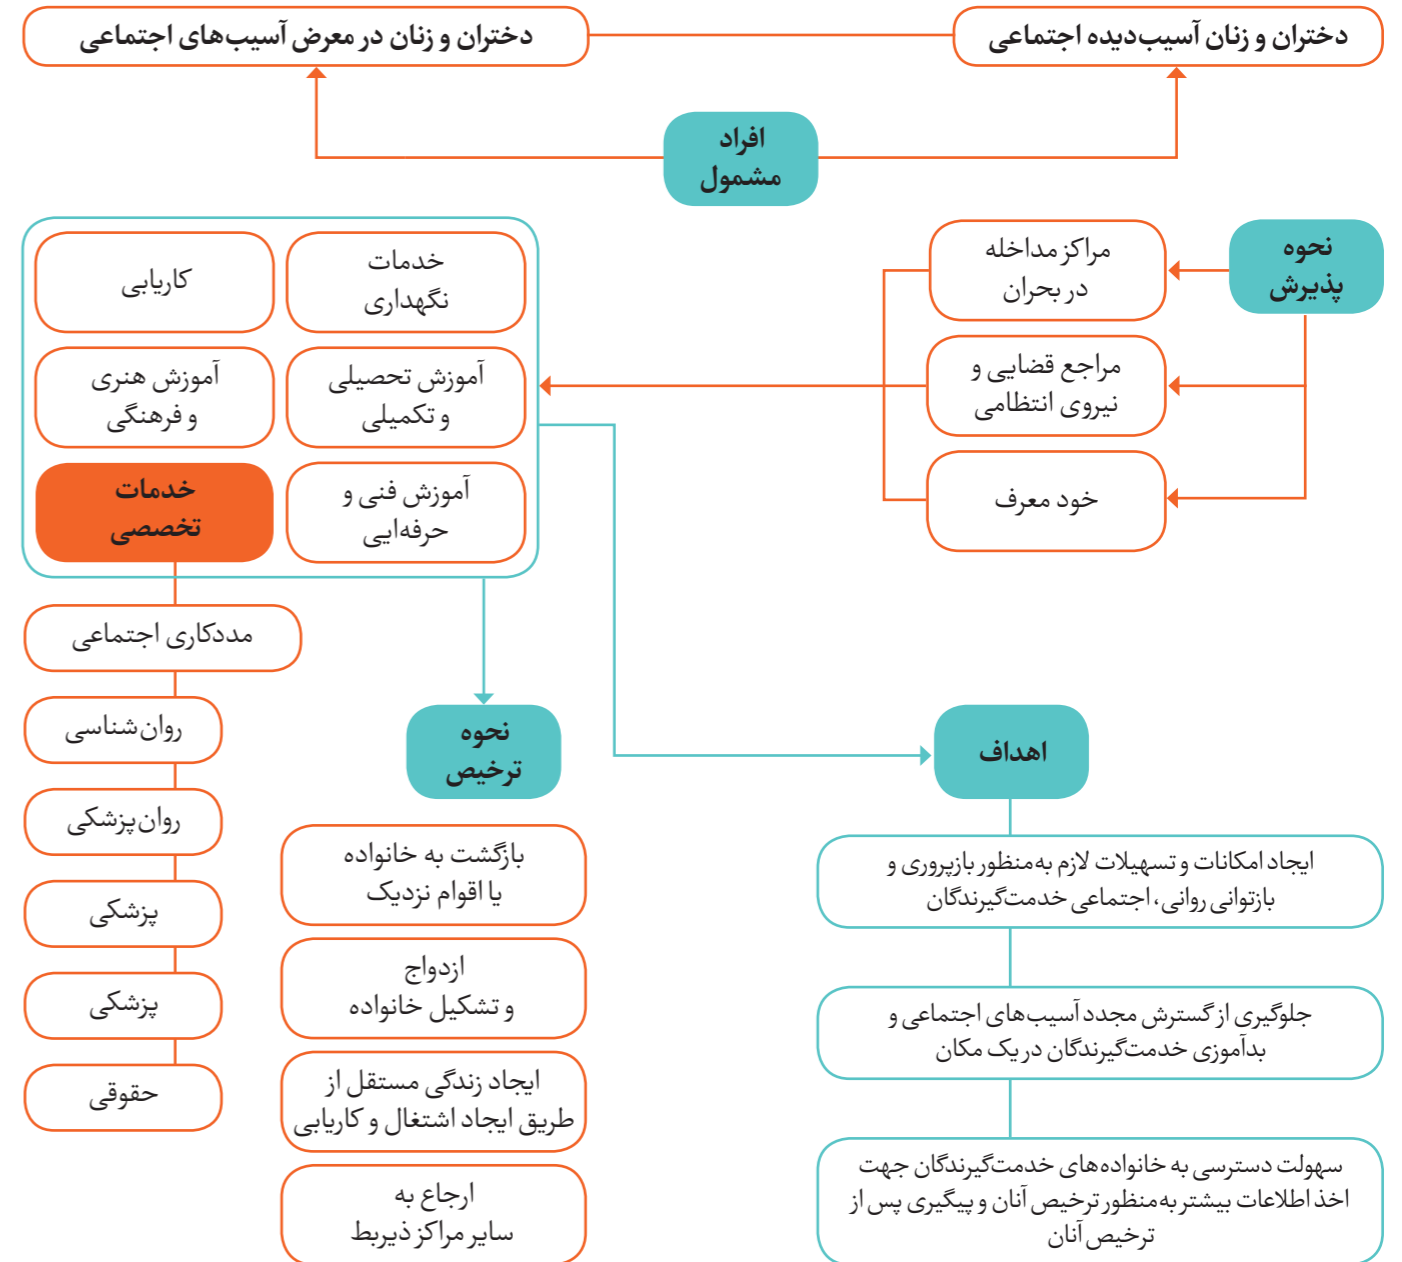 دختران و زنان آسیب‌دیده اجتماعی
دختران و زنان در معرض آسیب‌های اجتماعی
افراد
مشمول
نحوه
پذیرش
مراکز مداخله
در بحران
مراجع قضایی و
نیروی انتظامی
خود معرف
خدمات
نگهداری
کاریابی
آموزش تحصیلی
و تکمیلی
آموزش هنری
و فرهنگی
آموزش فنی و
حرفه‌ایی
خدمات
تخصصی
مددکاری اجتماعی
روان‌شناسی
روان‌پزشکی
پزشکی
پزشکی
حقوقی
نحوه
ترخیص
بازگشت به خانواده
یا اقوام نزدیک
ازدواج
و تشکیل خانواده
ایجاد زندگی مستقل از
طریق ایجاد اشتغال و کاریابی
ارجاع به
سایر مراکز ذیربط
اهداف
ایجاد امکانات و تسهیلات لازم به‌منظور بازپروری و
بازتوانی روانی، اجتماعی خدمت‌گیرندگان
جلوگیری از گسترش مجدد آسیب‌های اجتماعی و
بدآموزی خدمت‌گیرندگان در یک مکان
سهولت دسترسی به خانواده‌های خدمت‌گیرندگان جهت
اخذ اطلاعات بیشتر به‌منظور ترخیص آنان و پیگیری پس از
ترخیص آنان